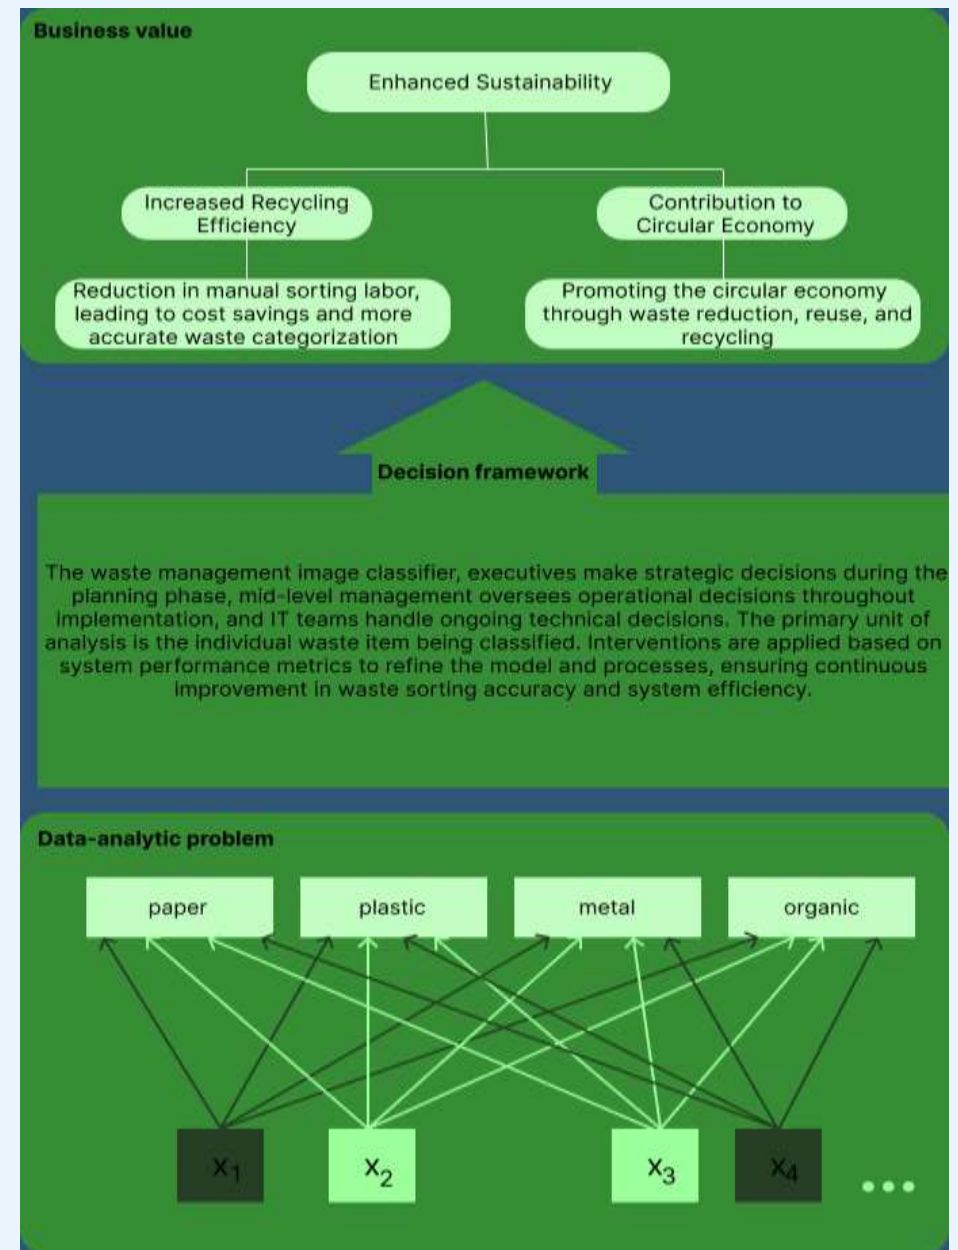 Business value
Enhanced Sustainability
Increased Recycling
Efficiency
Contribution to
Circular Economy
Reduction in manual sorting labor,
leading to cost savings and more
accurate waste categorization
Promoting the circular economy
through waste reduction, reuse, and
recycling
Decision framework
The waste management image classifier, executives make strategic decisions during the
planning phase, mid-level management oversees operational decisions throughout
implementation, and IT teams handle ongoing technical decisions. The primary unit of
analysis is the individual waste item being classified. Interventions are applied based on
system performance metrics to refine the model and processes, ensuring continuous
improvement in waste sorting accuracy and system efficiency.
Data-analytic problem
paper
plastic
metal
organic
x₁
x₂
x₃
x₄
...